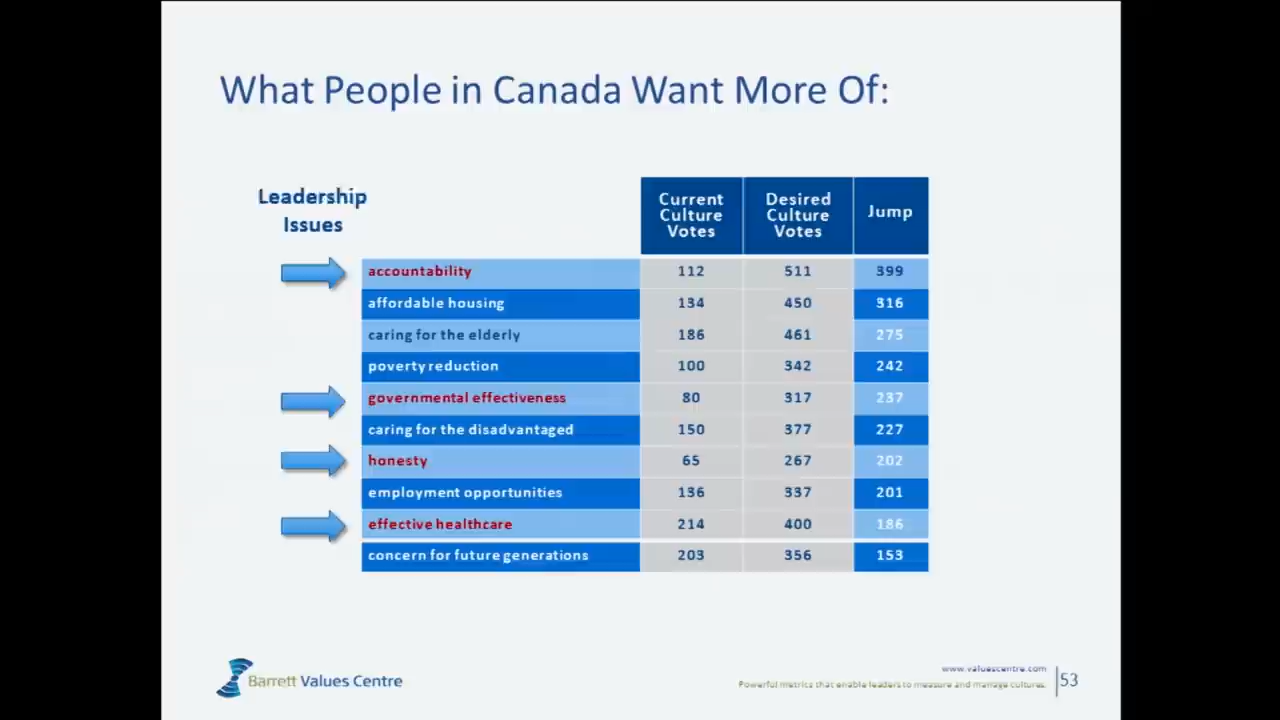 What People in Canada Want More Of:
Leadership
Issues
Current
Culture
Votes
Desired
Culture
Votes
Jump
accountability 112 511 399
affordable housing 134 450 316
caring for the elderly 186 461 275
poverty reduction 100 342 242
governmental effectiveness 80 317 237
caring for the disadvantaged 150 377 227
honesty 65 267 202
employment opportunities 136 337 201
effective healthcare 214 400 186
concern for future generations 203 356 153
Barrett Values Centre
www.valuescentre.com
Powerful metrics that enable leaders to measure and manage cultures.
53